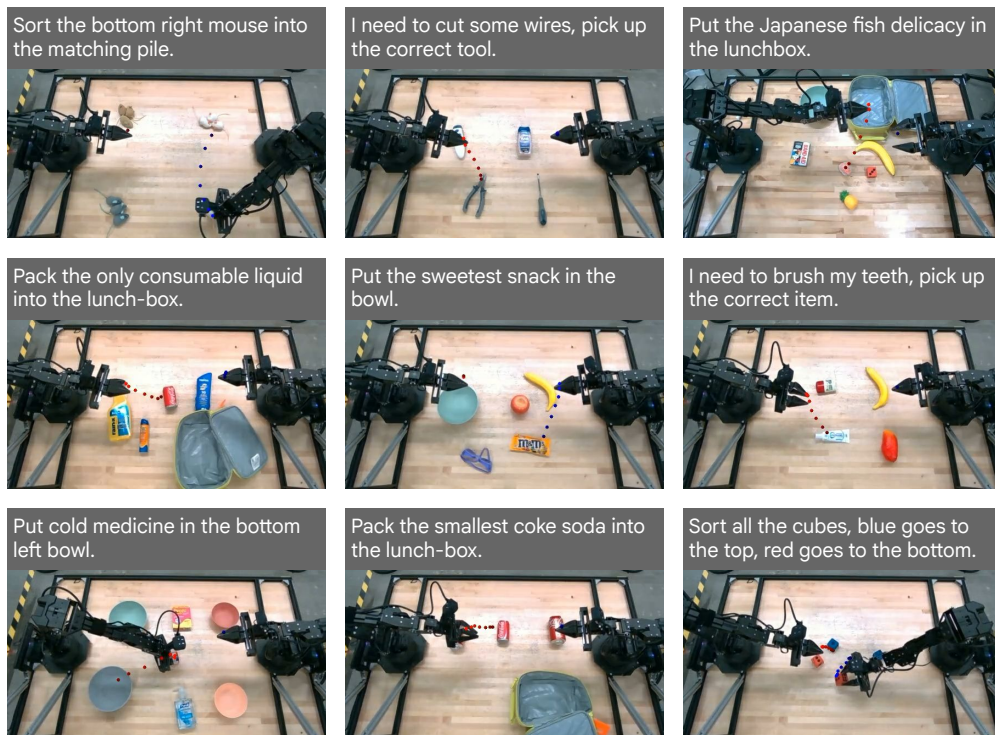 Sort the bottom right mouse into
the matching pile.
I need to cut some wires, pick up
the correct tool.
Put the Japanese fish delicacy in
the lunchbox.
Pack the only consumable liquid
into the lunch-box.
Put the sweetest snack in the
bowl.
I need to brush my teeth, pick up
the correct item.
m&m's
Put cold medicine in the bottom
left bowl.
Pack the smallest coke soda into
the lunch-box.
Sort all the cubes, blue goes to
the top, red goes to the bottom.